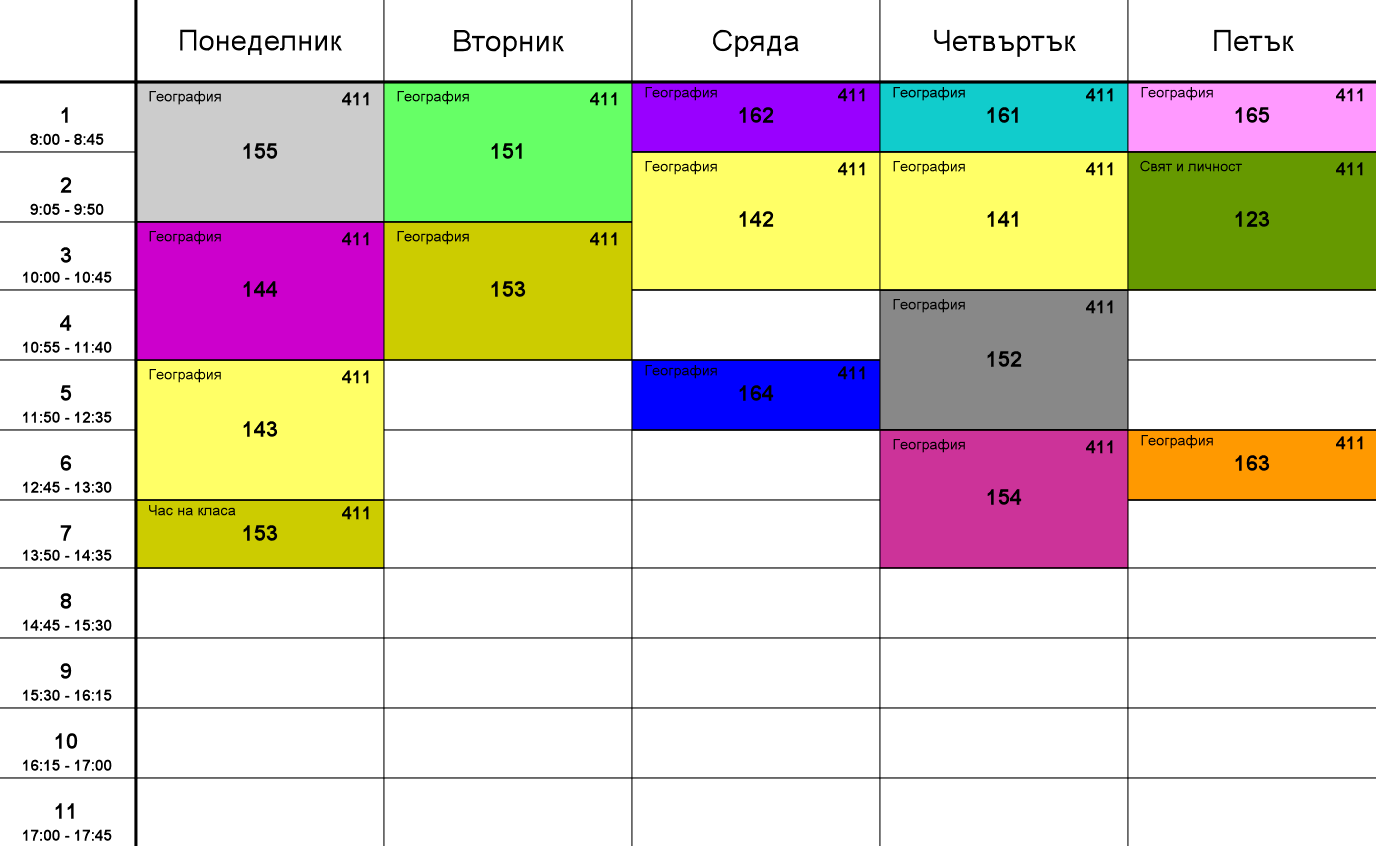 Понеделник Вторник Сряда Четвъртък Петък
1
8:00 - 8:45
География 411
155
География 411
151
География 411
162
География 411
161
География 411
165
2
9:05 - 9:50
География 411
142
География 411
141
Свят и личност 411
123
3
10:00 - 10:45
География 411
144
География 411
153
4
10:55 - 11:40
География 411
152
5
11:50 - 12:35
География 411
143
География 411
164
6
12:45 - 13:30
География 411
154
География 411
163
7
13:50 - 14:35
Час на класа 411
153
8
14:45 - 15:30
9
15:30 - 16:15
10
16:15 - 17:00
11
17:00 - 17:45